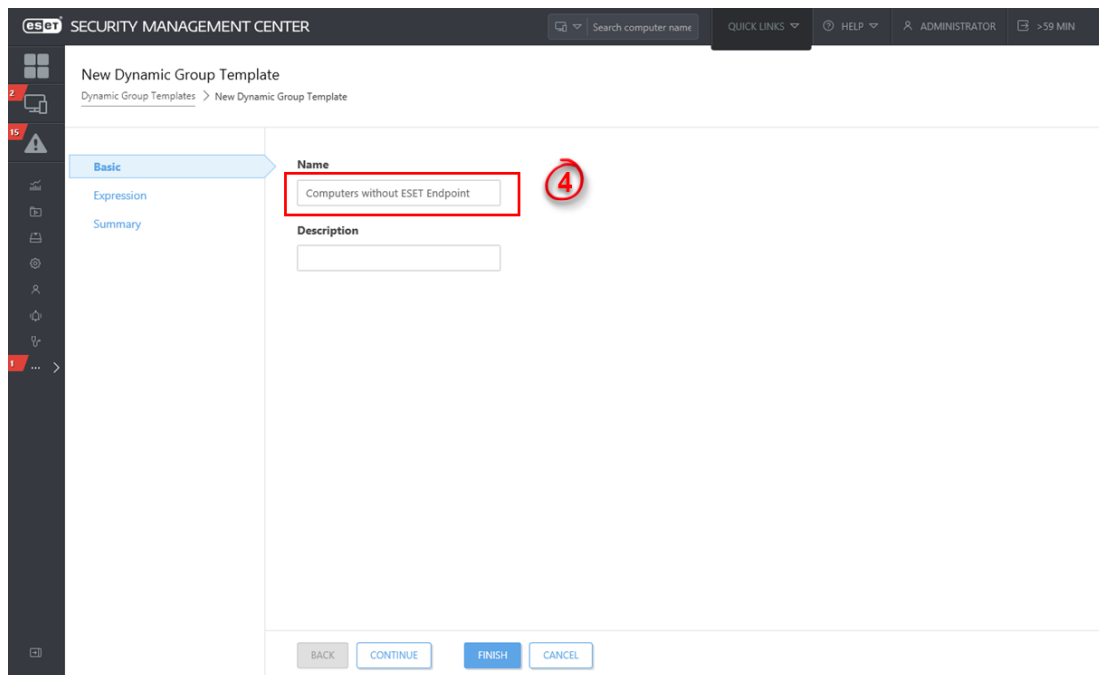 eset SECURITY MANAGEMENT CENTER Search computer name QUICK LINKS HELP ADMINISTRATOR >59 MIN
New Dynamic Group Template
Dynamic Group Templates > New Dynamic Group Template
2
15
1
...
Basic
Expression
Summary
Name
Computers without ESET Endpoint
4
Description
BACK CONTINUE FINISH CANCEL